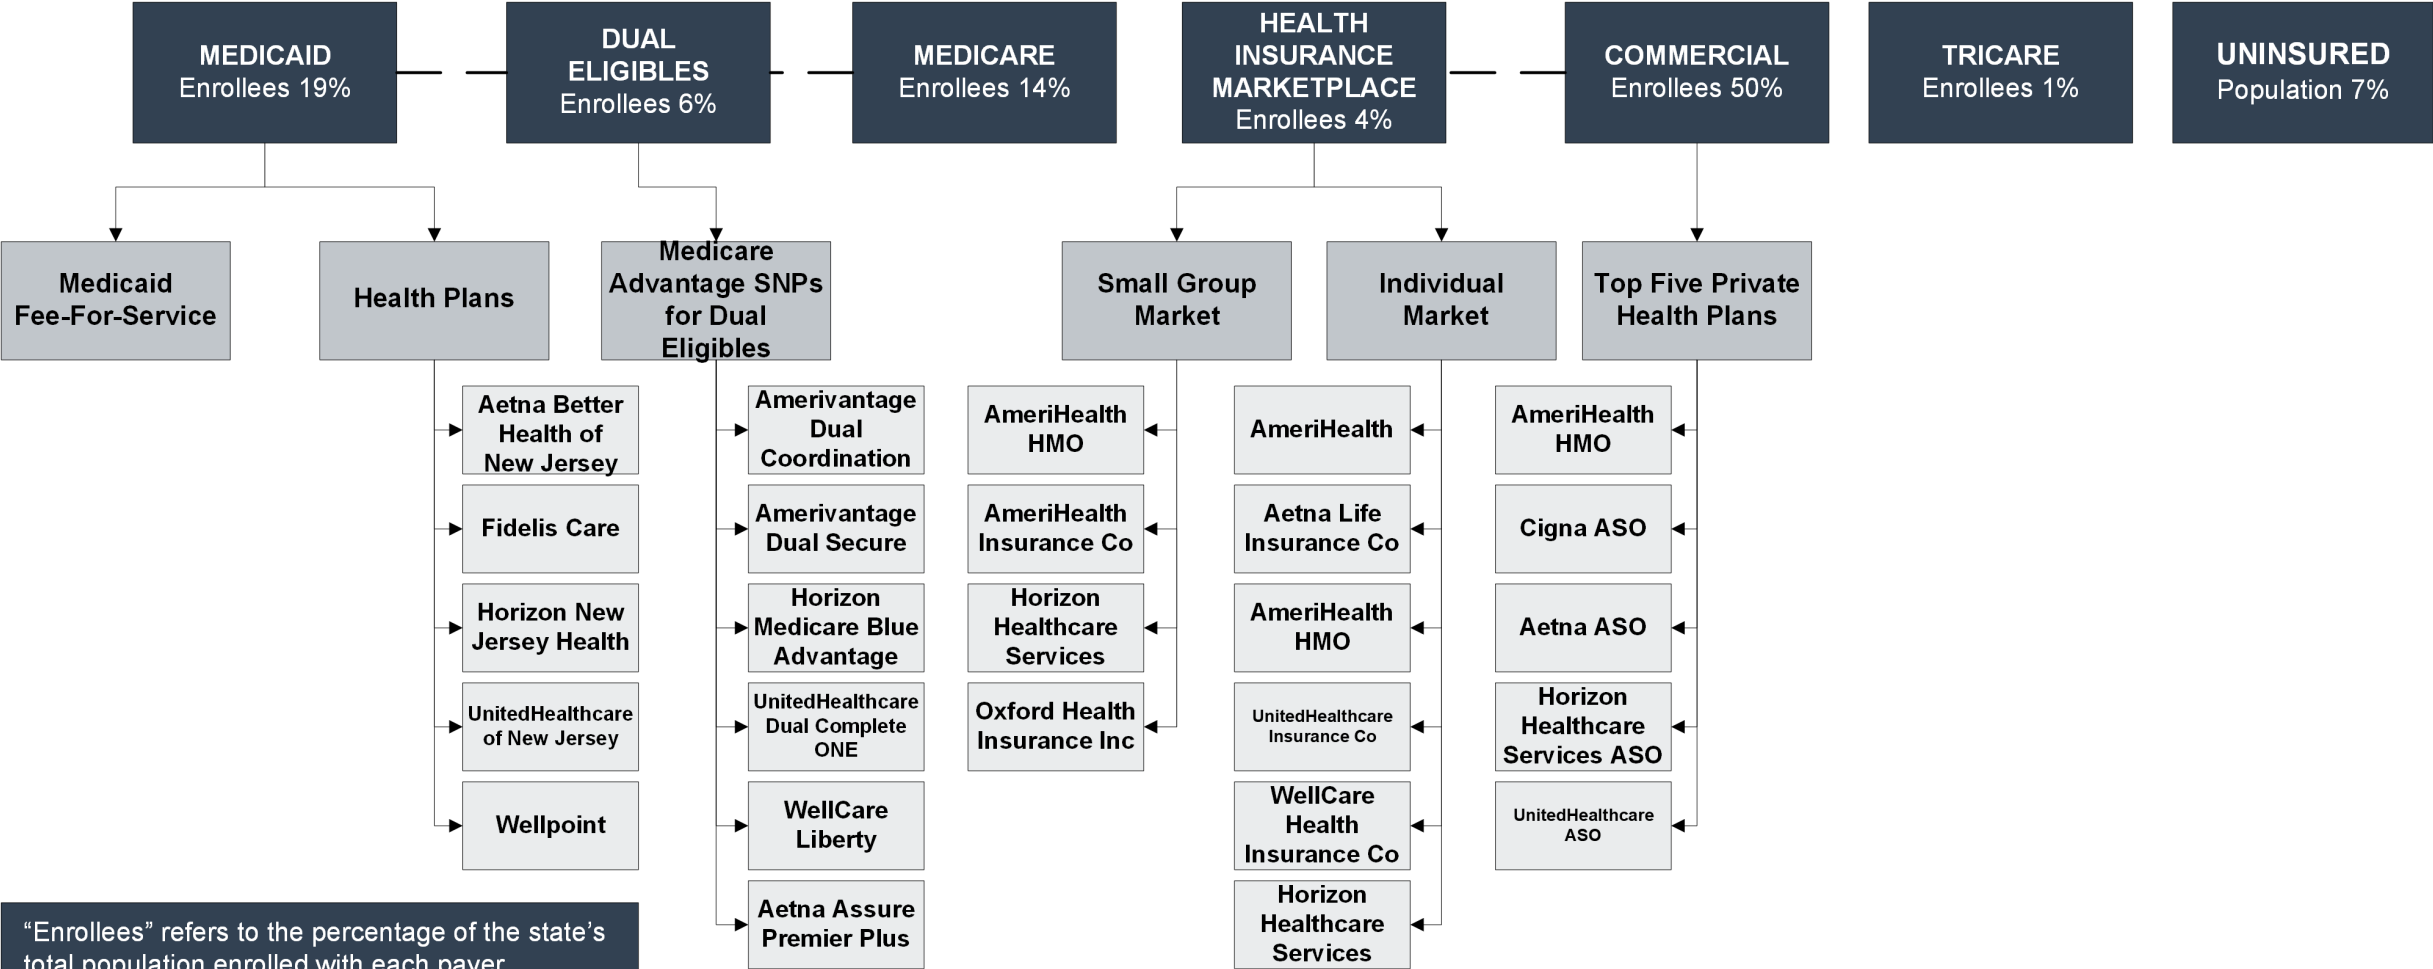 MEDICAID
Enrollees 19%
DUAL
ELIGIBLES
Enrollees 6%
MEDICARE
Enrollees 14%
HEALTH
INSURANCE
MARKETPLACE
Enrollees 4%
COMMERCIAL
Enrollees 50%
TRICARE
Enrollees 1%
UNINSURED
Population 7%
Medicaid
Fee-For-Service
Health Plans
Medicare
Advantage SNPs
for Dual
Eligibles
Small Group
Market
Individual
Market
Top Five Private
Health Plans
Aetna Better
Health of
New Jersey
Fidelis Care
Horizon New
Jersey Health
UnitedHealthcare
of New Jersey
Wellpoint
Amerivantage
Dual
Coordination
Amerivantage
Dual Secure
Horizon
Medicare Blue
Advantage
UnitedHealthcare
Dual Complete
ONE
WellCare
Liberty
Aetna Assure
Premier Plus
AmeriHealth
HMO
AmeriHealth
Insurance Co
Horizon
Healthcare
Services
Oxford Health
Insurance Inc
AmeriHealth
Aetna Life
Insurance Co
AmeriHealth
HMO
UnitedHealthcare
Insurance Co
WellCare
Health
Insurance Co
Horizon
Healthcare
Services
AmeriHealth
HMO
Cigna ASO
Aetna ASO
Horizon
Healthcare
Services ASO
UnitedHealthcare
ASO
“Enrollees” refers to the percentage of the state’s
total population enrolled with each payer